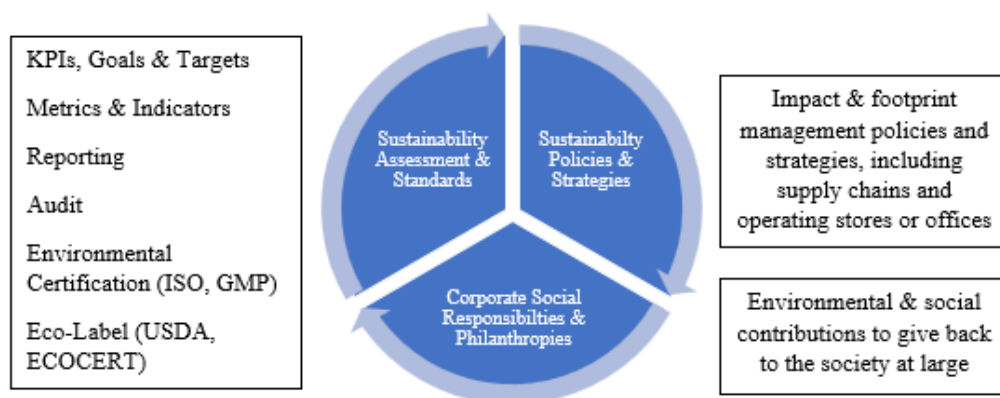 KPIs, Goals & Targets
Metrics & Indicators
Reporting
Audit
Environmental
Certification (ISO, GMP)
Eco-Label (USDA,
ECOCERT)
Sustainability
Assessment &
Standards
Sustainabilty
Policies &
Strategies
Corporate Social
Responsibilties &
Philanthropies
Impact & footprint
management policies and
strategies, including
supply chains and
operating stores or offices
Environmental & social
contributions to give back
to the society at large